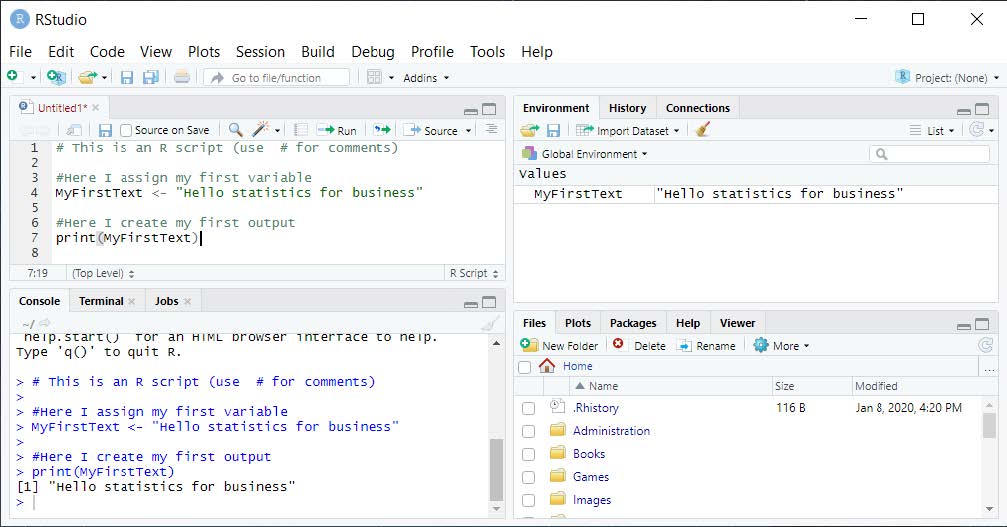 RStudio
File Edit Code View Plots Session Build Debug Profile Tools Help
Go to file/function Addins Project: (None)
Untitled1*
Source on Save Run Source
1 # This is an R script (use  # for comments)
2
3 #Here I assign my first variable
4 MyFirstText <- "Hello statistics for business"
5
6 #Here I create my first output
7 print(MyFirstText)
8
7:19 (Top Level) R Script
Console Terminal Jobs
~/
'help.start()' for an HTML browser interface to help.
Type 'q()' to quit R.
> # This is an R script (use  # for comments)
>
> #Here I assign my first variable
> MyFirstText <- "Hello statistics for business"
>
> #Here I create my first output
> print(MyFirstText)
[1] "Hello statistics for business"
>
Environment History Connections
Import Dataset List
Global Environment
Values
MyFirstText "Hello statistics for business"
Files Plots Packages Help Viewer
New Folder Delete Rename More
Home ...
Name Size Modified
.Rhistory 116 B Jan 8, 2020, 4:20 PM
Administration
Books
Games
Images